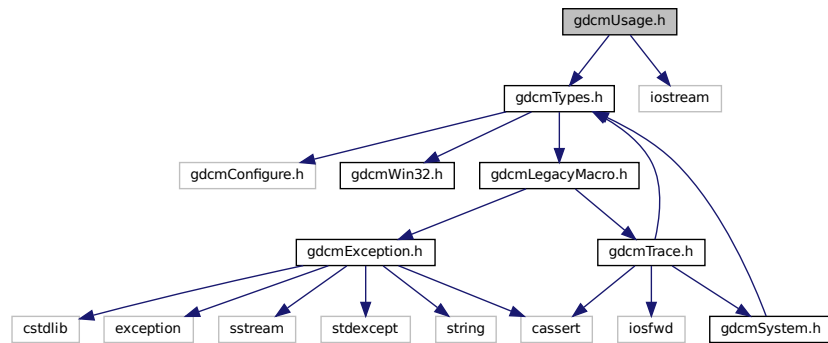 gdcmUsage.h
gdcmTypes.h
iostream
gdcmConfigure.h
gdcmWin32.h
gdcmLegacyMacro.h
gdcmException.h
gdcmTrace.h
cstdlib
exception
sstream
stdexcept
string
cassert
iosfwd
gdcmSystem.h